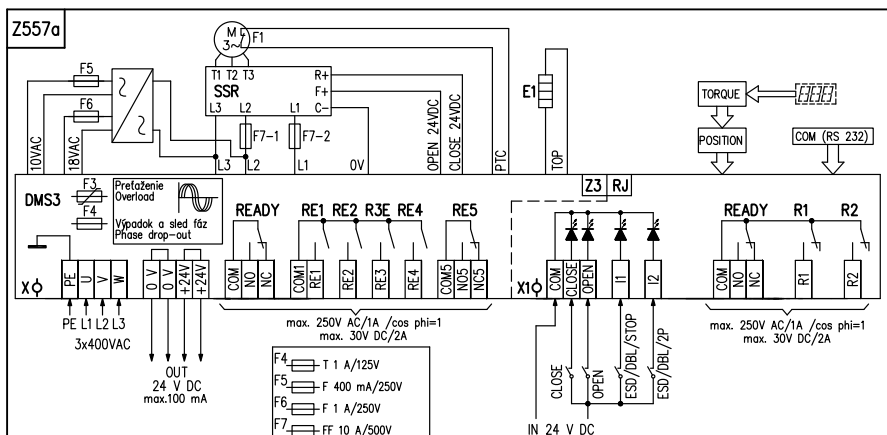 Z557a
M
3~
F1
T1 T2 T3
SSR
R+
F+
C-
L3 L2 L1
F5
F6
F7-1
F7-2
10VAC
18VAC
L3
L2
L1
0V
OPEN 24VDC
CLOSE 24VDC
PTC
E1
TOP
TORQUE
POSITION
COM (RS 232)
DMS3
F3
F4
Preťaženie
Overload
Výpadok a sled fáz
Phase drop-out
Z3 RJ
READY
RE1 RE2 R3E RE4
RE5
READY
R1
R2
X
PE
U
V
W
0 V
0 V
+24V
+24V
COM
NO
NC
COM1
RE1
RE2
RE3
RE4
COM5
NO5
NC5
X1
COM
CLOSE
OPEN
I1
I2
COM
NO
NC
R1
R2
PE L1 L2 L3
3x400VAC
OUT
24 V DC
max.100 mA
max. 250V AC/1A /cos phi=1
max. 30V DC/2A
F4 T 1 A/125V
F5 F 400 mA/250V
F6 F 1 A/250V
F7 FF 10 A/500V
CLOSE
OPEN
ESD/DBL/STOP
ESD/DBL/2P
IN 24 V DC
max. 250V AC/1A /cos phi=1
max. 30V DC/2A